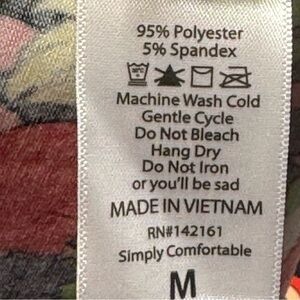 95% Polyester
5% Spandex
Machine Wash Cold
Gentle Cycle
Do Not Bleach
Hang Dry
Do Not Iron
or you'll be sad
MADE IN VIETNAM
RN#142161
Simply Comfortable
M